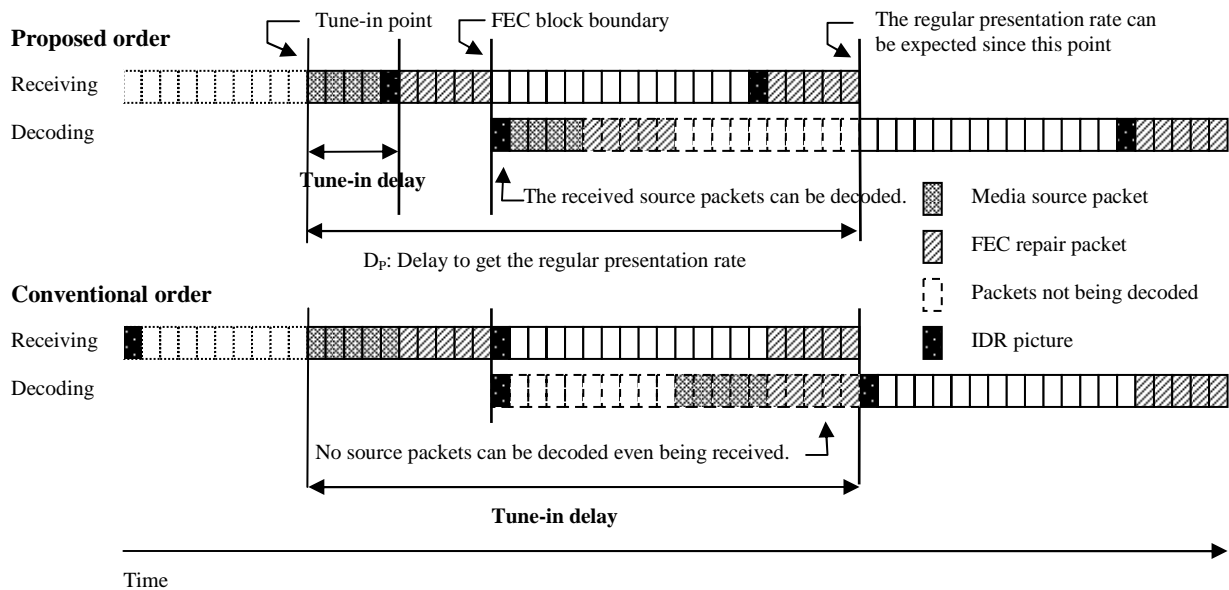 Tune-in point
FEC block boundary
The regular presentation rate can
be expected since this point
Proposed order
Receiving
Decoding
Tune-in delay
The received source packets can be decoded.
Media source packet
FEC repair packet
Packets not being decoded
IDR picture
DP: Delay to get the regular presentation rate
Conventional order
Receiving
Decoding
No source packets can be decoded even being received.
Tune-in delay
Time